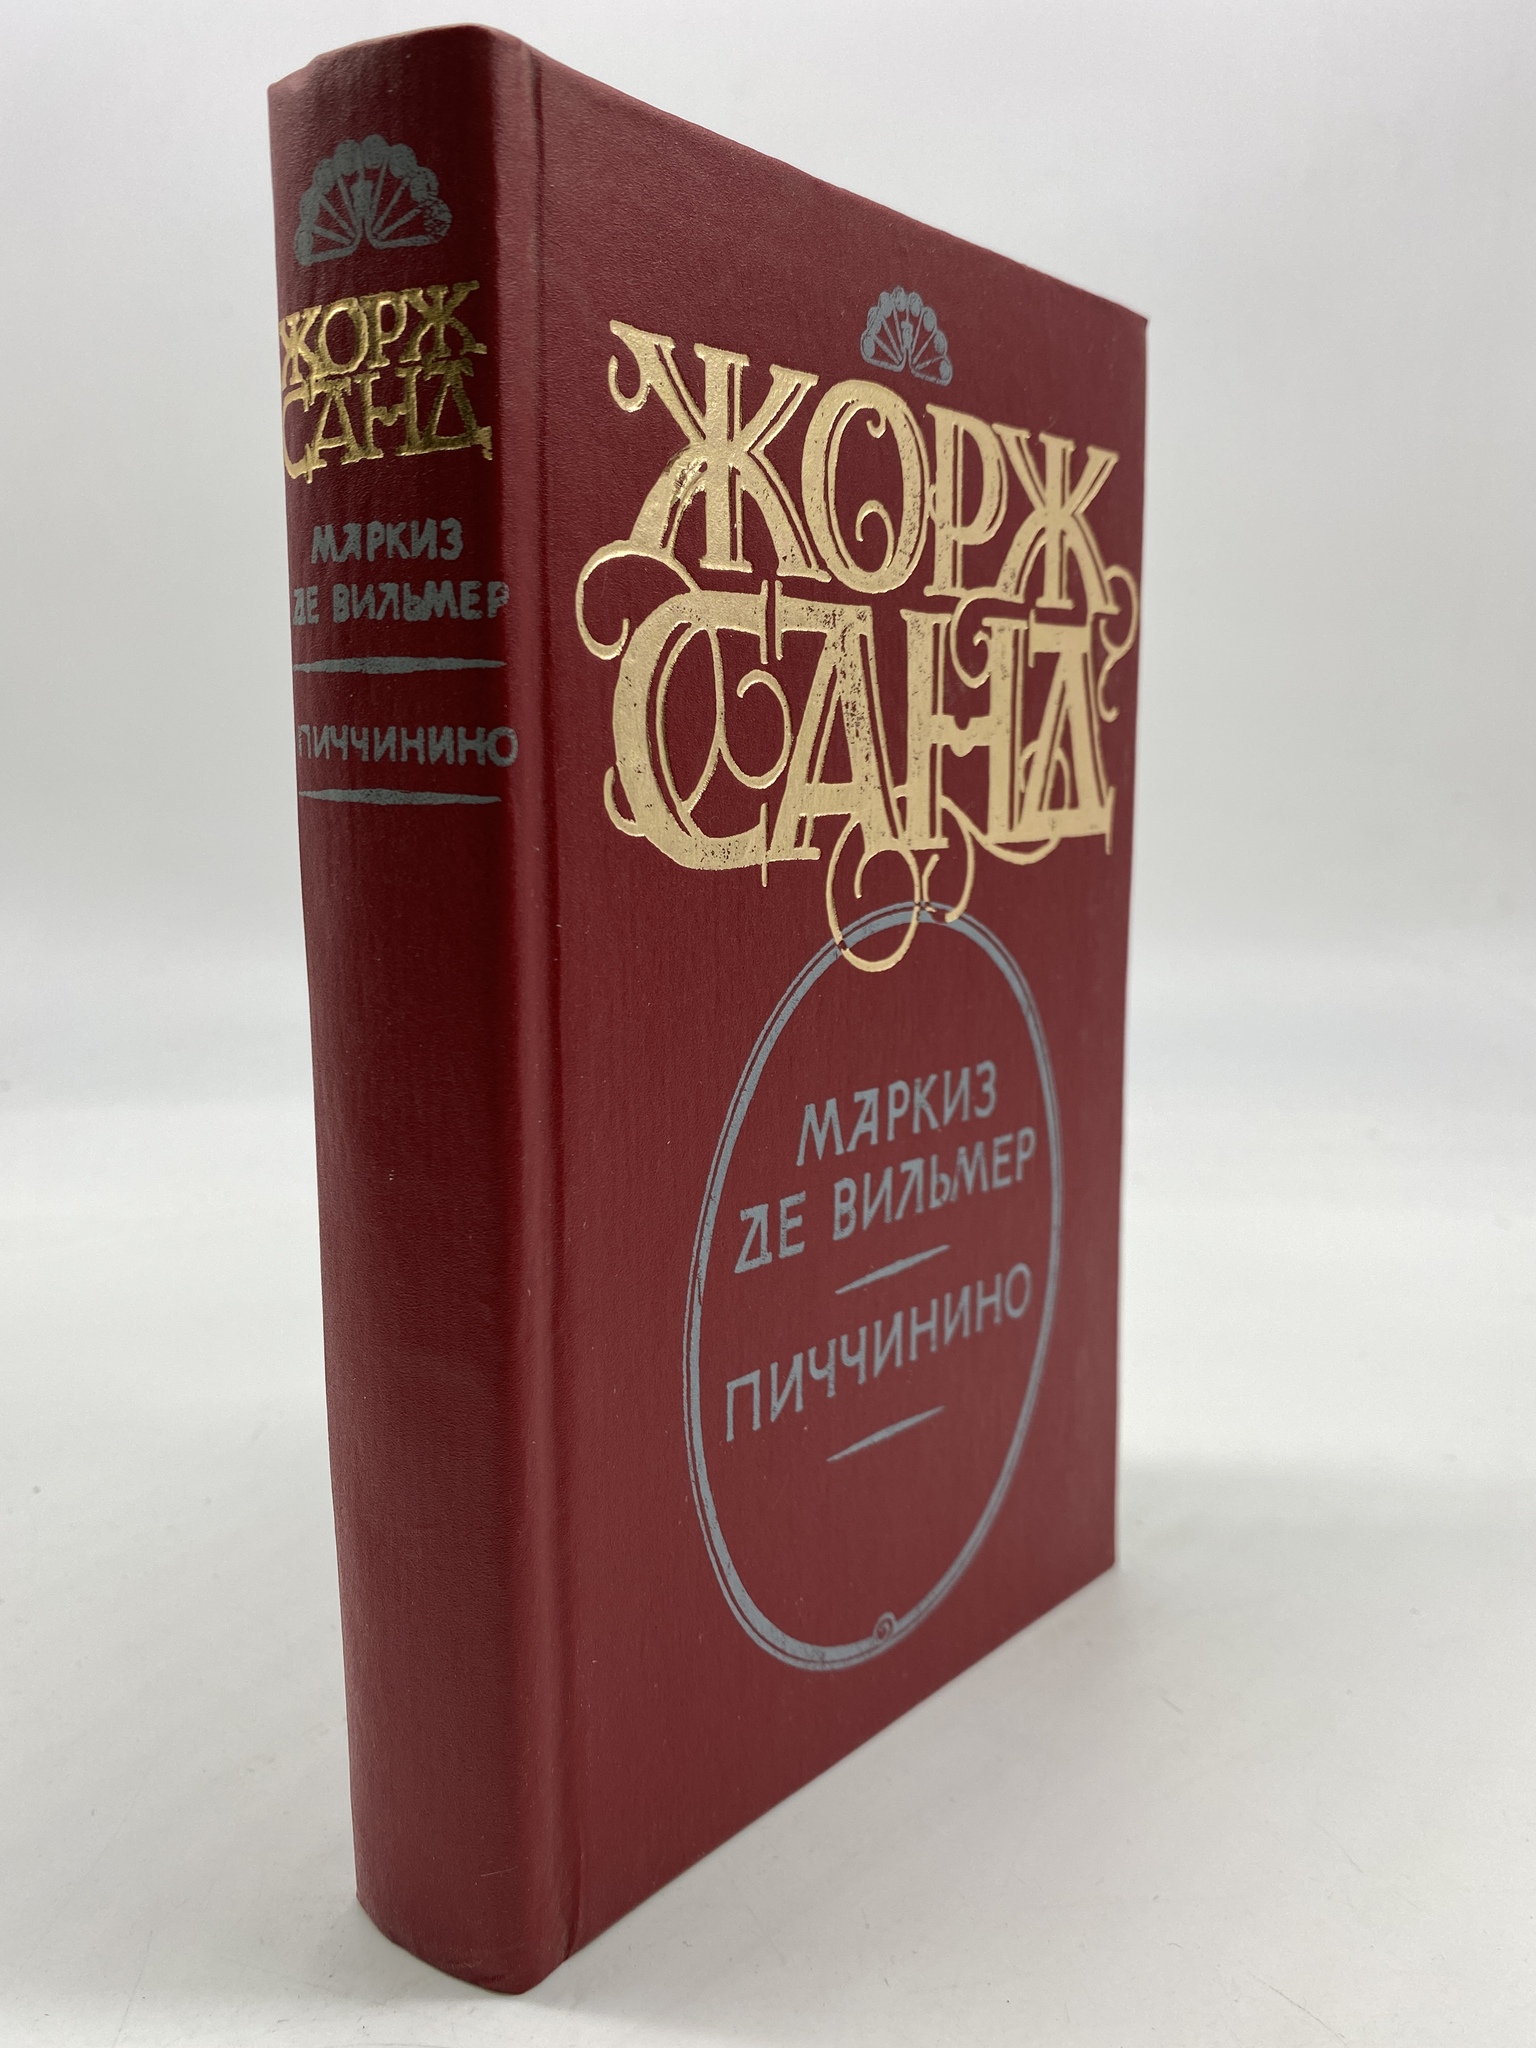 ЖОРЖ
САНД
МАРКИЗ
ДЕ ВИЛЬМЕР
ПИЧЧИНИНО
ЖОРЖ
САНД
МАРКИЗ
ДЕ ВИЛЬМЕР
ПИЧЧИНИНО